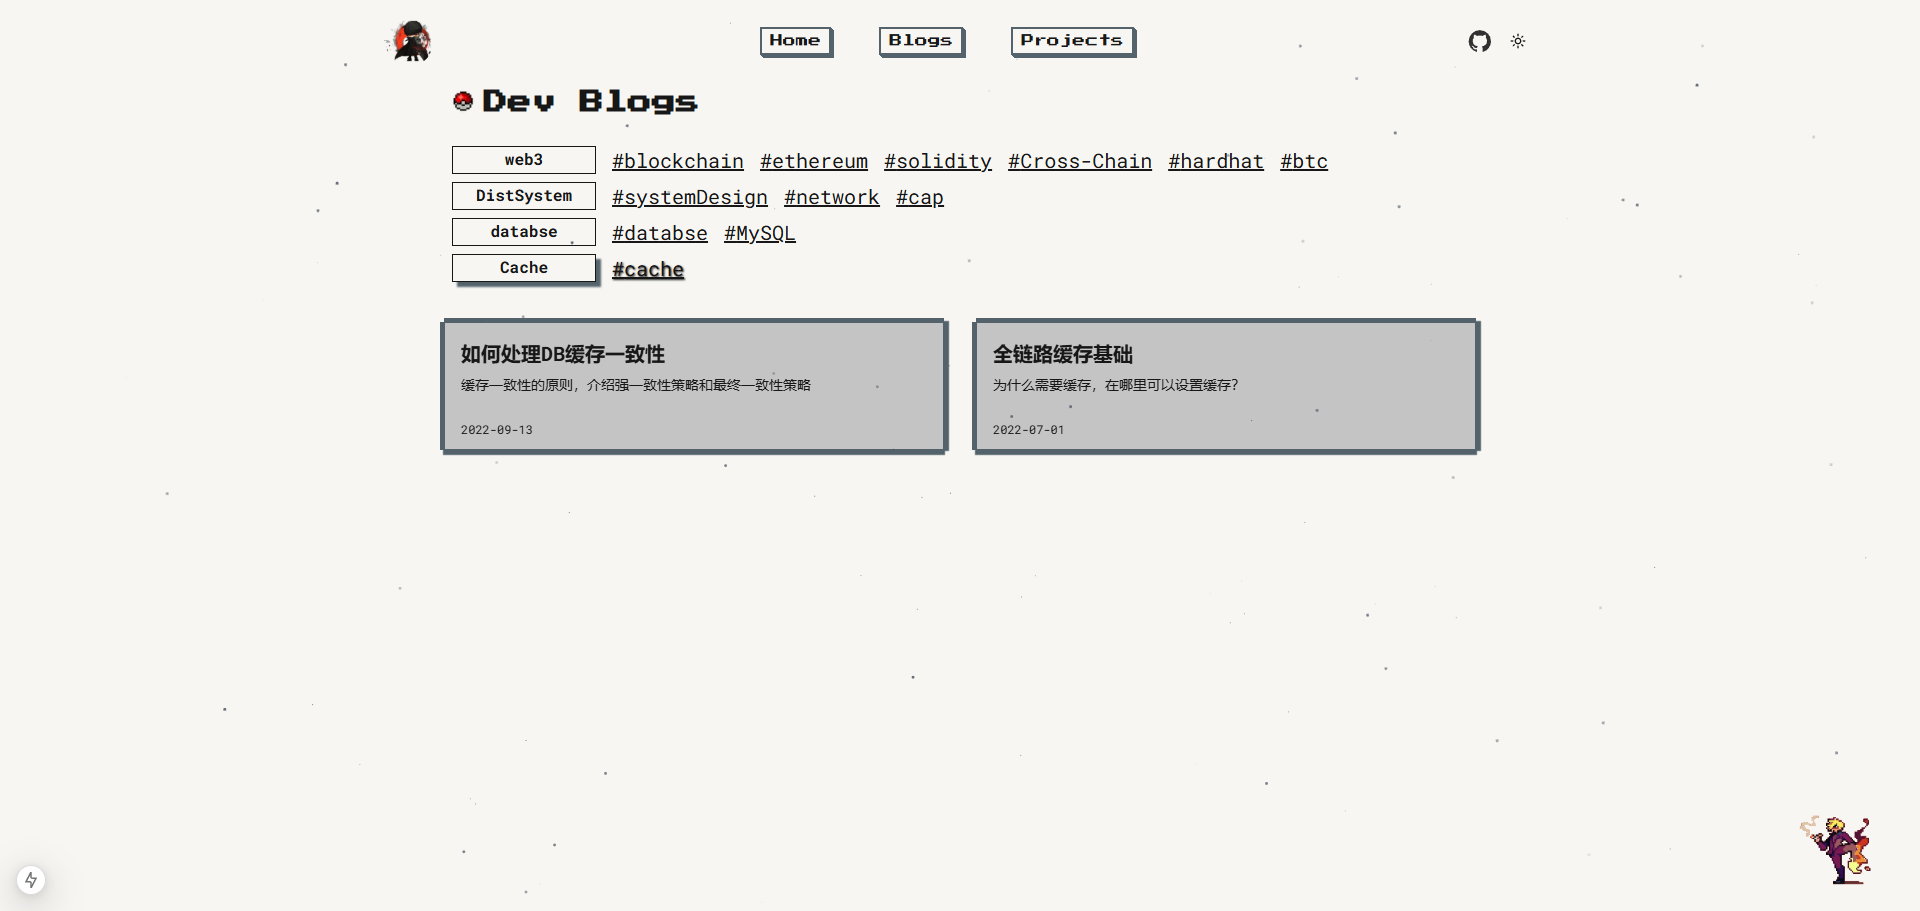 Home Blogs Projects
Dev Blogs
web3 #blockchain #ethereum #solidity #Cross-Chain #hardhat #btc
DistSystem #systemDesign #network #cap
databse #databse #MySQL
Cache #cache
如何处理DB缓存一致性
缓存一致性的原则，介绍强一致性策略和最终一致性策略
2022-09-13
全链路缓存基础
为什么需要缓存，在哪里可以设置缓存？
2022-07-01